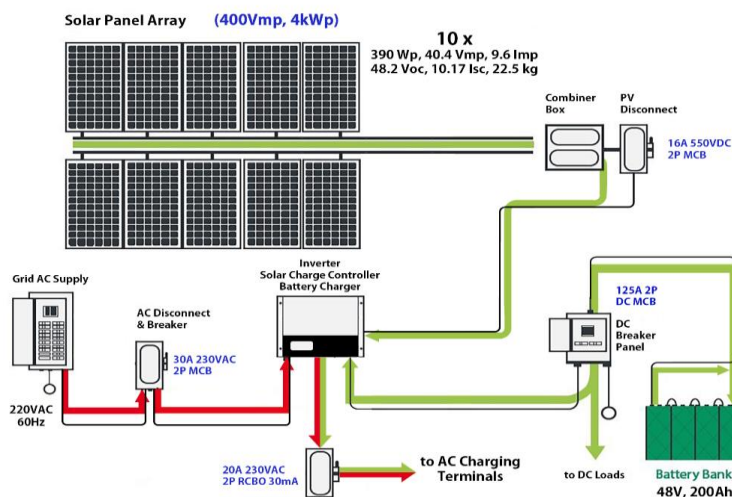 Solar Panel Array (400Vmp, 4kWp)
10 x
390 Wp, 40.4 Vmp, 9.6 Imp
48.2 Voc, 10.17 Isc, 22.5 kg
Combiner
Box
PV
Disconnect
16A 550VDC
2P MCB
Inverter
Solar Charge Controller
Battery Charger
Grid AC Supply
AC Disconnect
& Breaker
30A 230VAC
2P MCB
220VAC
60Hz
125A 2P
DC MCB
DC
Breaker
Panel
20A 230VAC
2P RCBO 30mA
to AC Charging
Terminals
to DC Loads
Battery Bank
48V, 200Ah